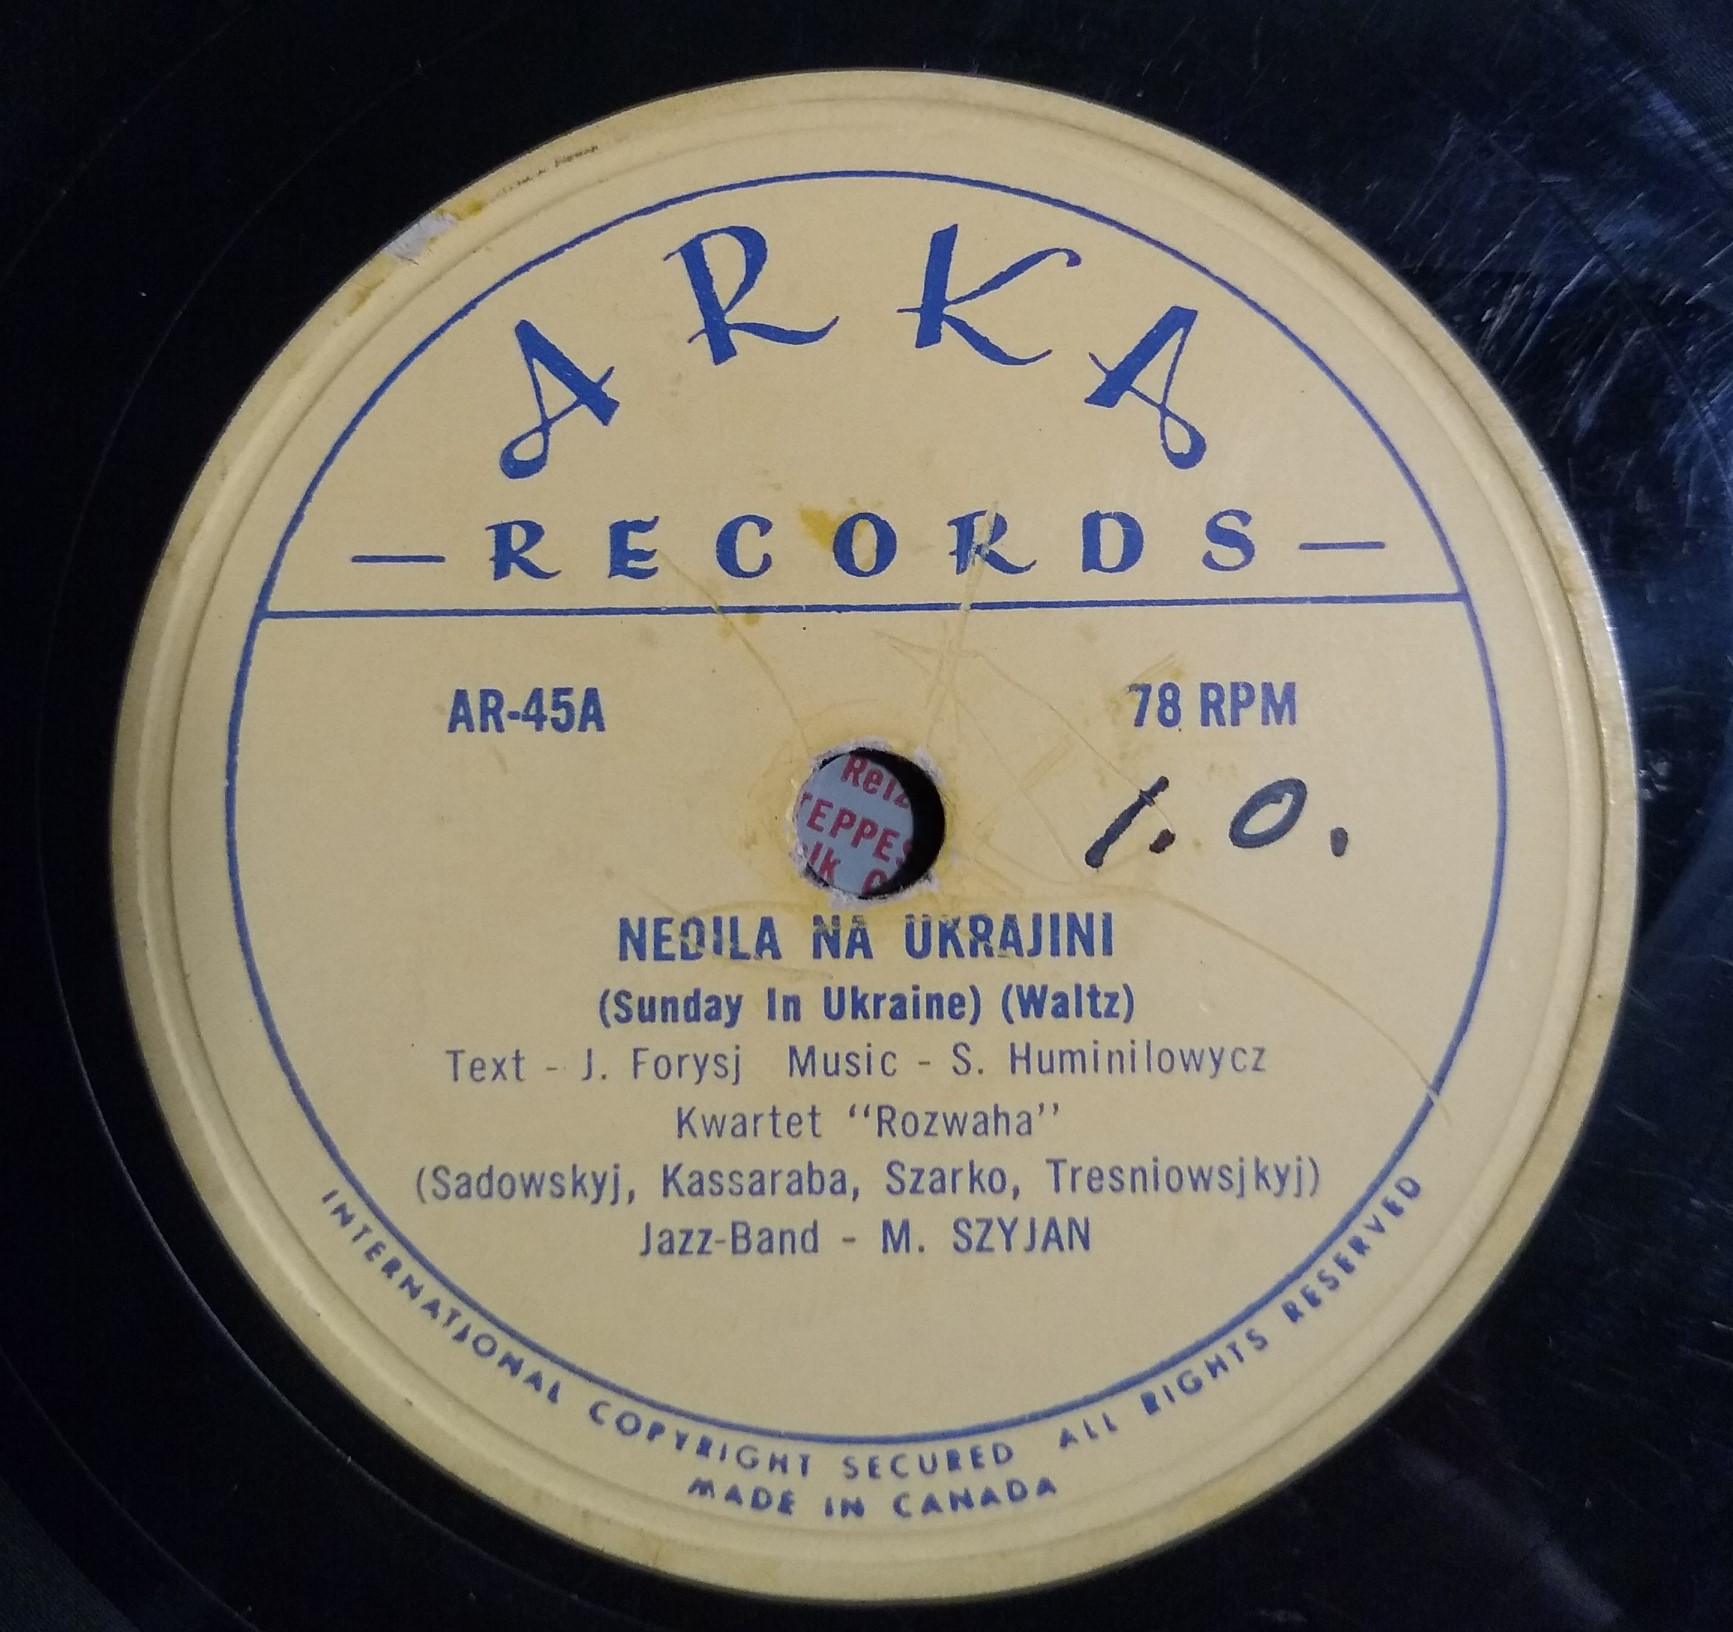 ARKA
— RECORDS —
AR-45A 78 RPM
1. 0.
NEDILA NA UKRAJINI
(Sunday In Ukraine) (Waltz)
Text - J. Forysj Music - S. Huminilowycz
Kwartet “Rozwaha”
(Sadowskyj, Kassaraba, Szarko, Tresniowsjkyj)
Jazz-Band - M. SZYJAN
INTERNATIONAL COPYRIGHT SECURED ALL RIGHTS RESERVED
MADE IN CANADA